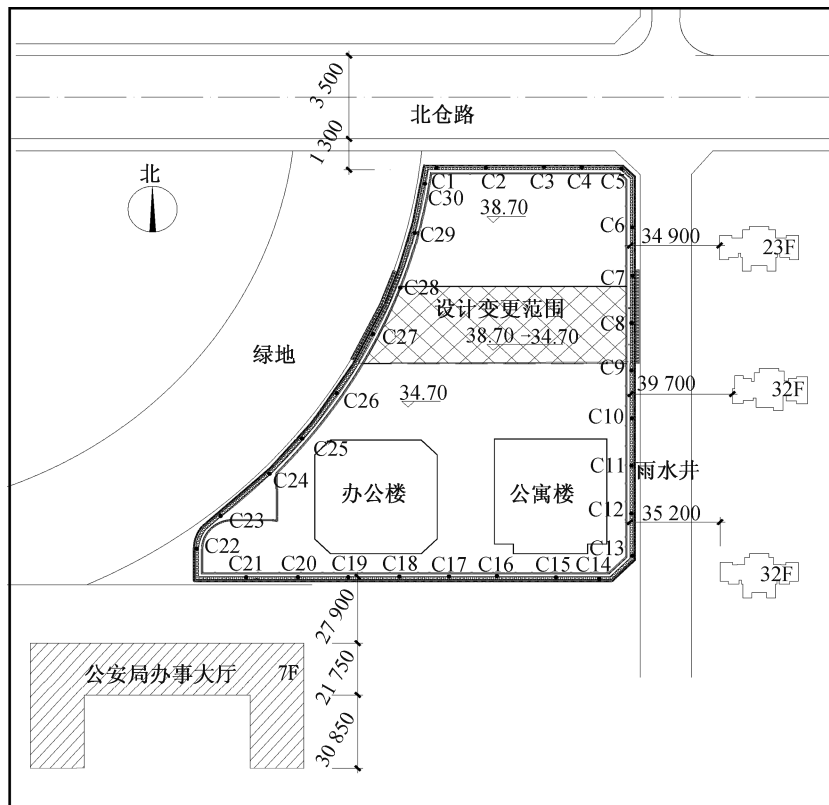 3 500
北仓路
1 300
北
C1 C2 C3 C4 C5
C30
38.70
C29
C6
34 900
23F
C7
C28
设计变更范围
C8
38.70→34.70
C27
绿地
C9
39 700
32F
34.70
C26
C10
C25
C24
办公楼
公寓楼
C11
雨水井
C12
35 200
C23
C22
C13
C21 C20 C19 C18 C17 C16 C15 C14
32F
27 900
公安局办事大厅 7F
21 750
30 850